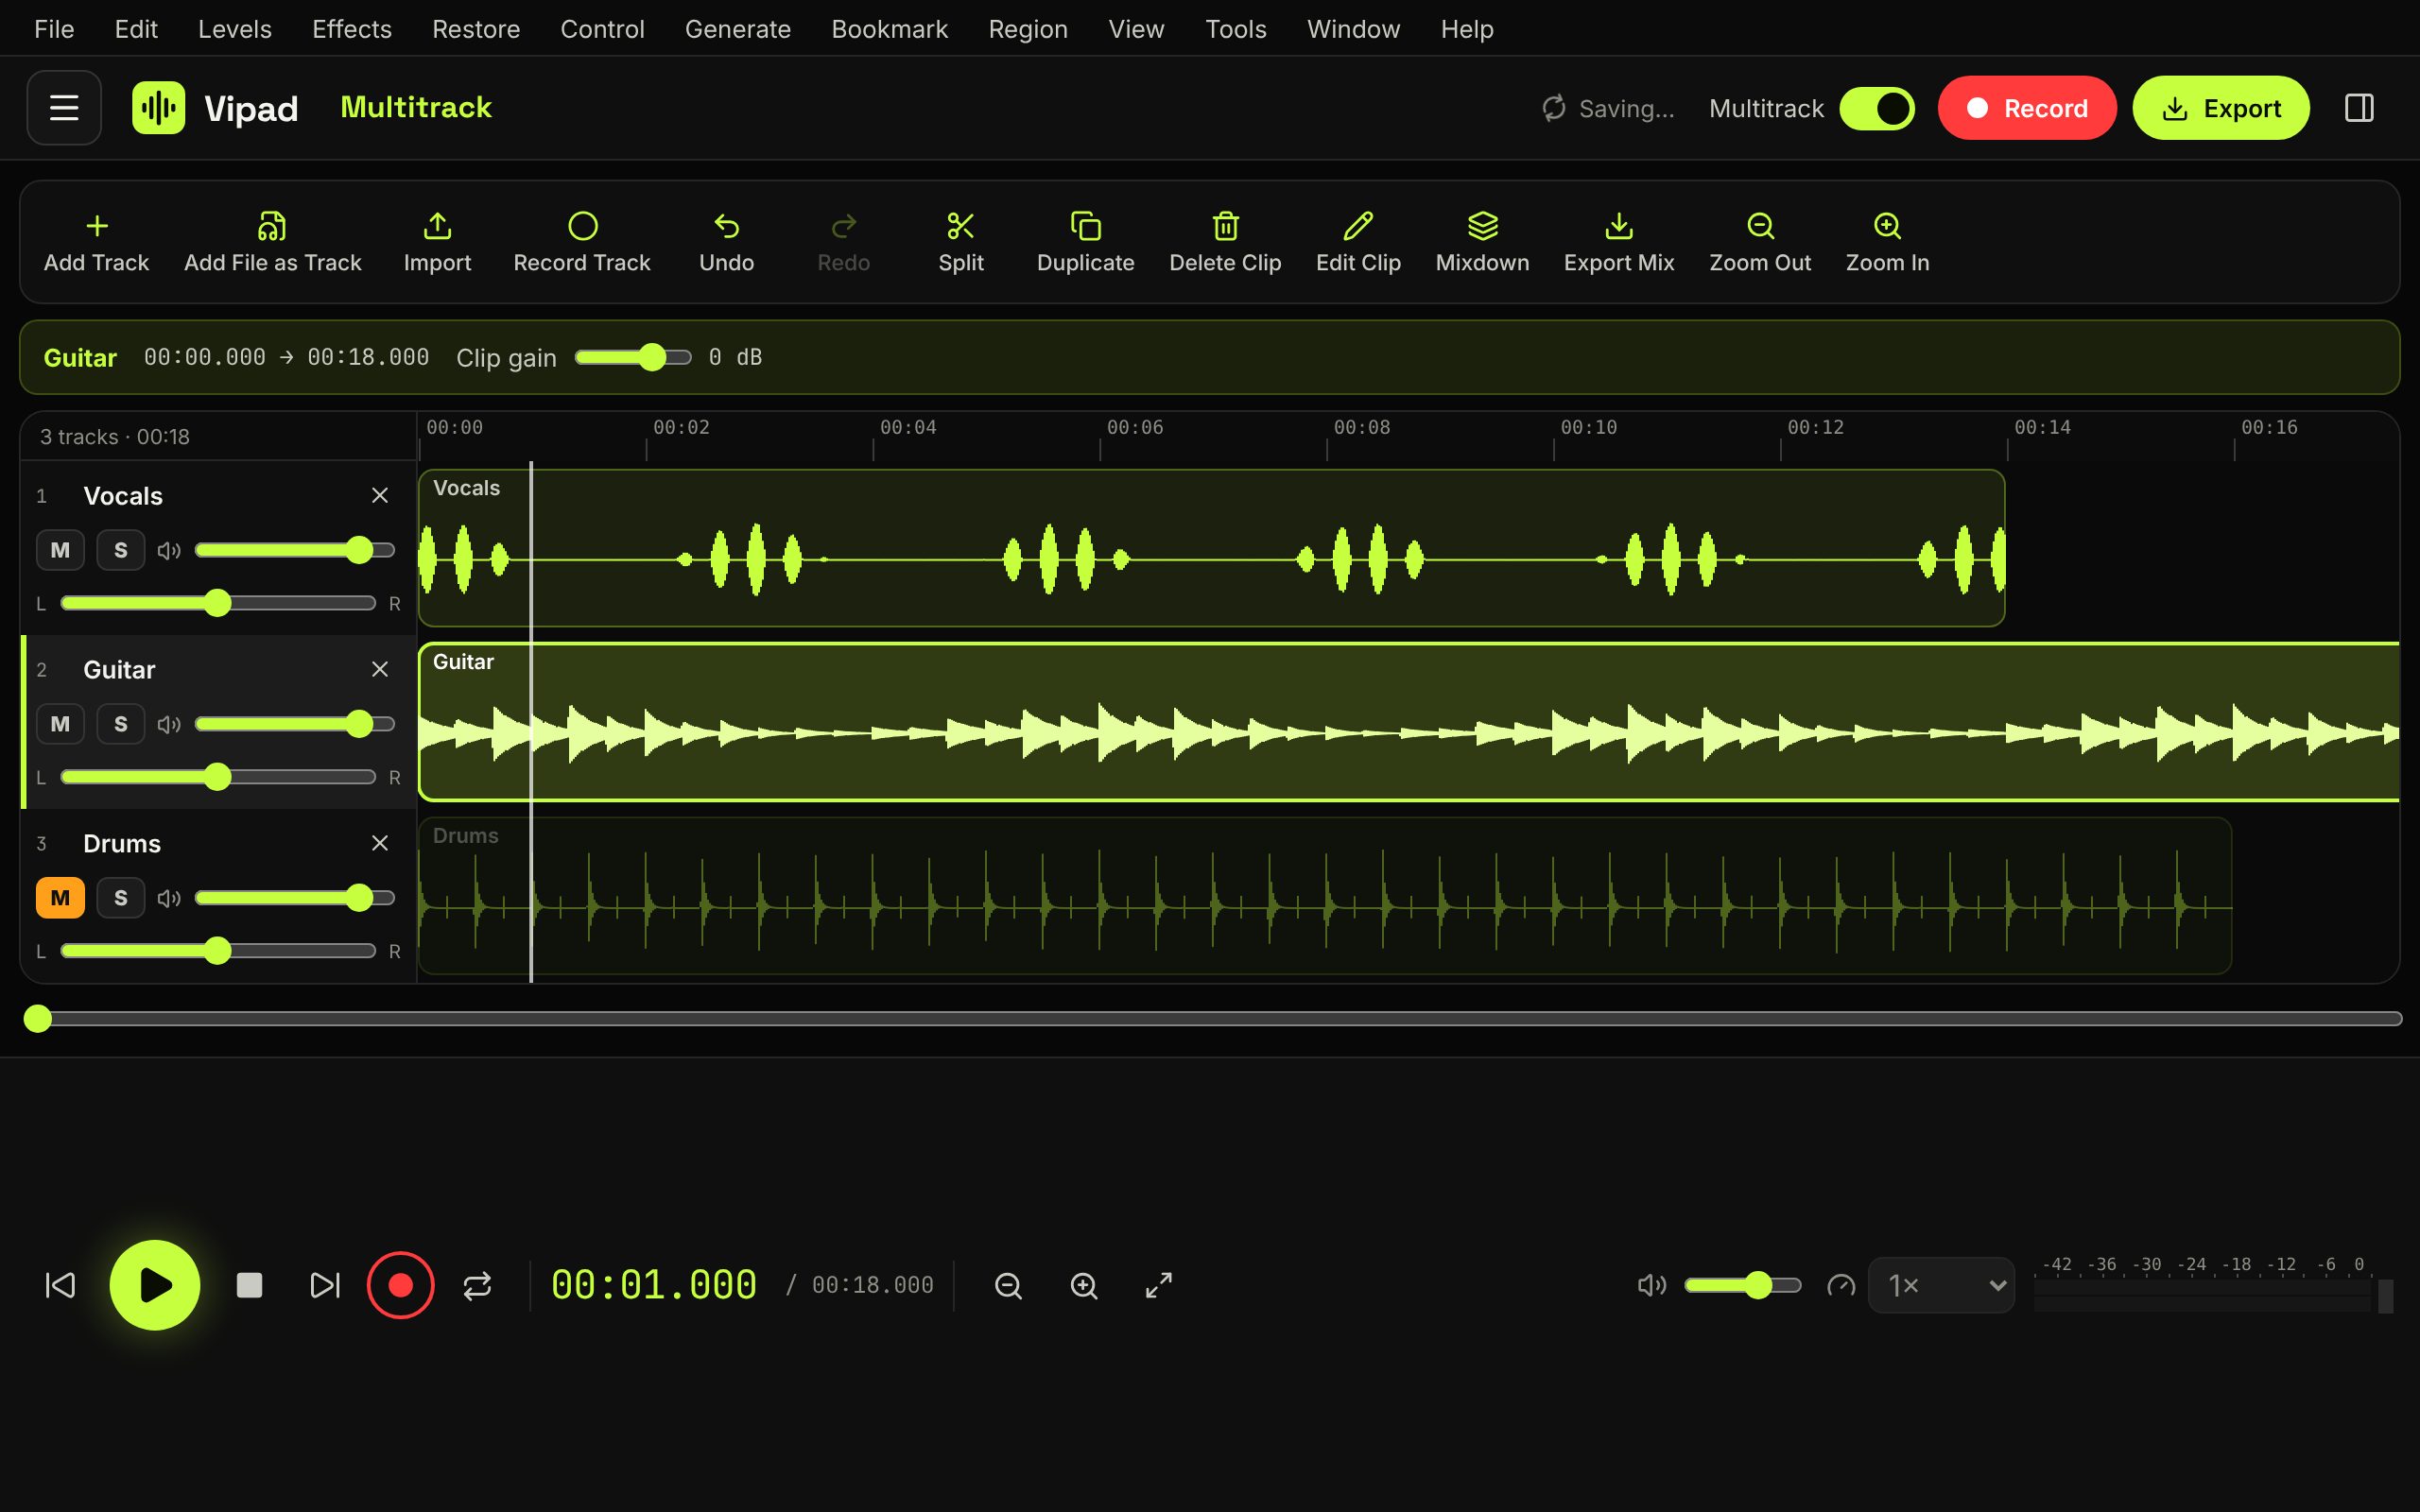 File Edit Levels Effects Restore Control Generate Bookmark Region View Tools Window Help
Vipad Multitrack Saving... Multitrack Record Export
Add Track Add File as Track Import Record Track Undo Redo Split Duplicate Delete Clip Edit Clip Mixdown Export Mix Zoom Out Zoom In
Guitar 00:00.000 → 00:18.000 Clip gain 0 dB
3 tracks · 00:18 00:00 00:02 00:04 00:06 00:08 00:10 00:12 00:14 00:16
1 Vocals
M S
L R
Vocals
2 Guitar
M S
L R
Guitar
3 Drums
M S
L R
Drums
00:01.000 / 00:18.000 1× -42 -36 -30 -24 -18 -12 -6 0